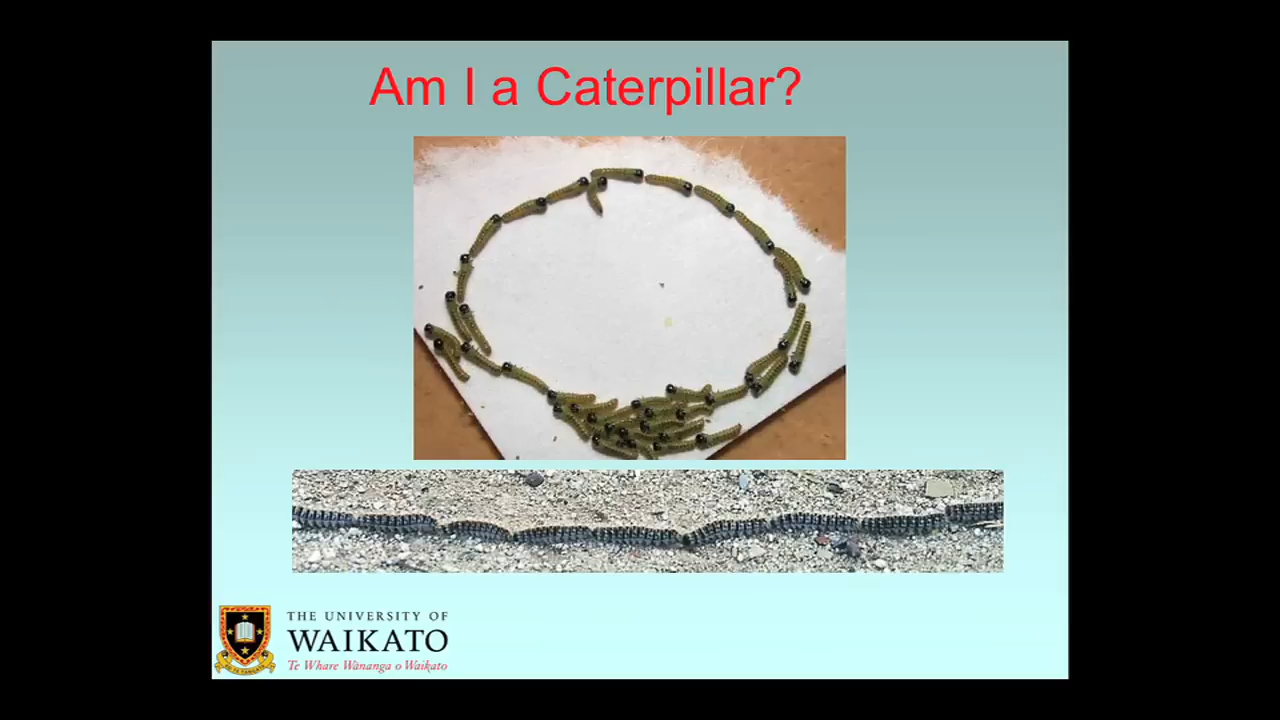 Am I a Caterpillar?
THE UNIVERSITY OF
WAIKATO
Te Whare Wānanga o Waikato